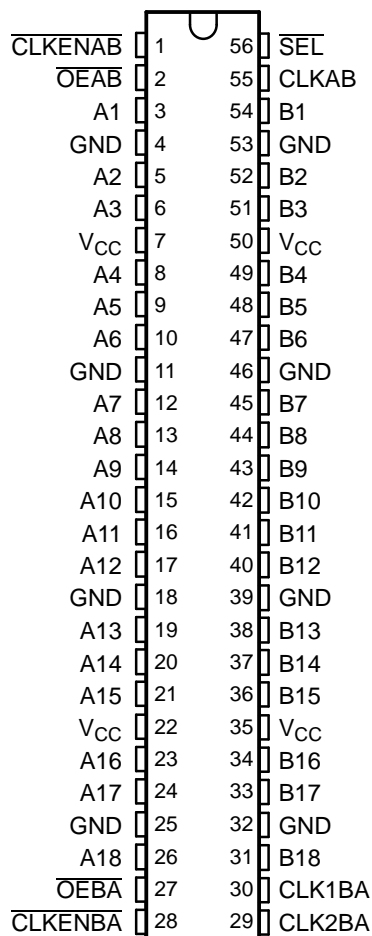 C̅L̅K̅E̅N̅A̅B̅ 1 56 S̅E̅L̅
O̅E̅A̅B̅ 2 55 CLKAB
A1 3 54 B1
GND 4 53 GND
A2 5 52 B2
A3 6 51 B3
VCC 7 50 VCC
A4 8 49 B4
A5 9 48 B5
A6 10 47 B6
GND 11 46 GND
A7 12 45 B7
A8 13 44 B8
A9 14 43 B9
A10 15 42 B10
A11 16 41 B11
A12 17 40 B12
GND 18 39 GND
A13 19 38 B13
A14 20 37 B14
A15 21 36 B15
VCC 22 35 VCC
A16 23 34 B16
A17 24 33 B17
GND 25 32 GND
A18 26 31 B18
O̅E̅B̅A̅ 27 30 CLK1BA
C̅L̅K̅E̅N̅B̅A̅ 28 29 CLK2BA